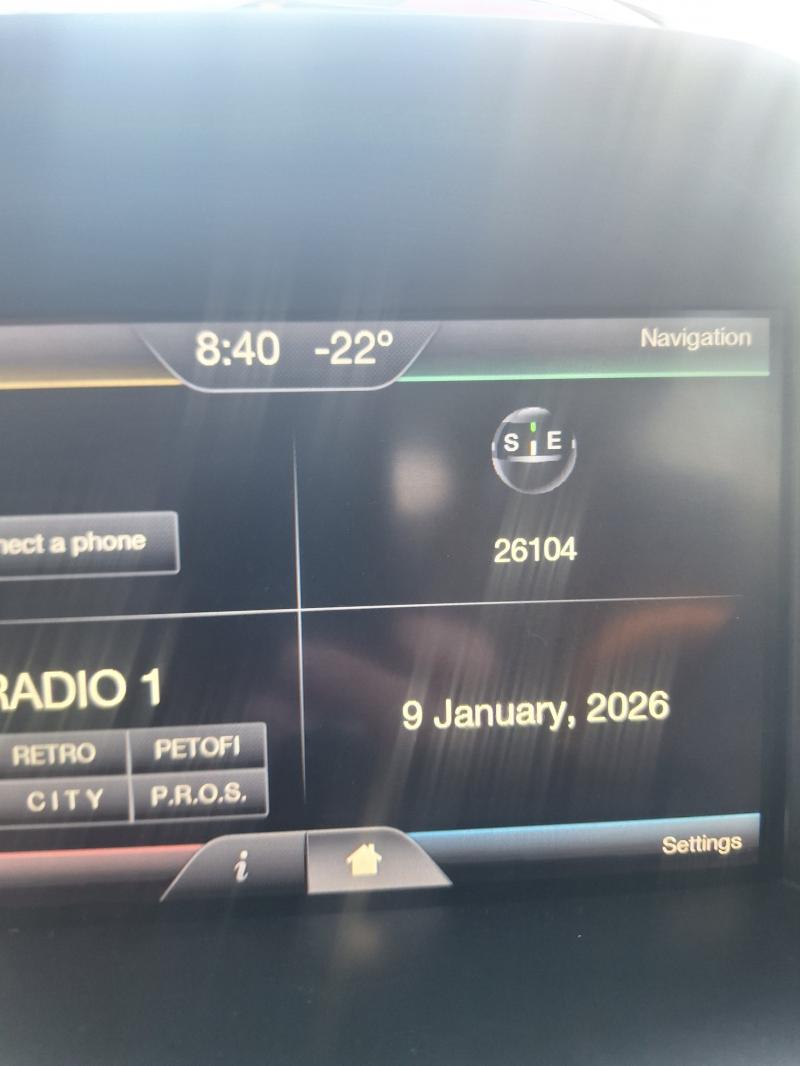 8:40 -22°
Navigation
S E
26104
nect a phone
RADIO 1
9 January, 2026
RETRO PETOFI
CITY P.R.O.S.
i
Settings